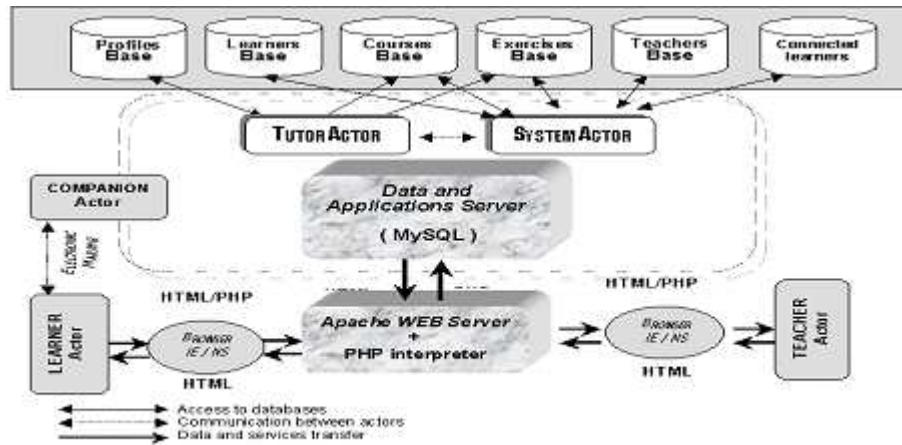 Profiles
Base
Learners
Base
Courses
Base
Exercises
Base
Teachers
Base
Connected
learners
TUTOR ACTOR
SYSTEM ACTOR
COMPANION
Actor
Data and
Applications Server
( MySQL )
ELECTRONIC
MAILING
HTML/PHP
HTML/PHP
LEARNER
Actor
BROWSER
IE / NS
Apache WEB Server
+
PHP interpreter
BROWSER
IE / NS
TEACHER
Actor
HTML
HTML
Access to databases
Communication between actors
Data and services transfer